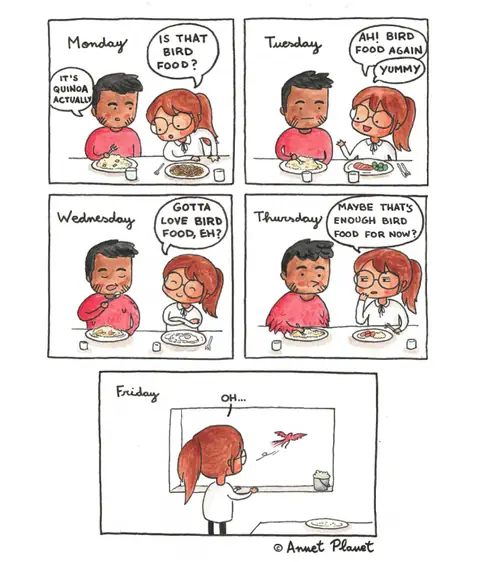 Monday
IS THAT
BIRD
FOOD?
IT'S
QUINOA
ACTUALLY
Tuesday
AH! BIRD
FOOD AGAIN
YUMMY
Wednesday
GOTTA
LOVE BIRD
FOOD, EH?
Thursday
MAYBE THAT'S
ENOUGH BIRD
FOOD FOR NOW?
Friday
OH...
© Annet Planet